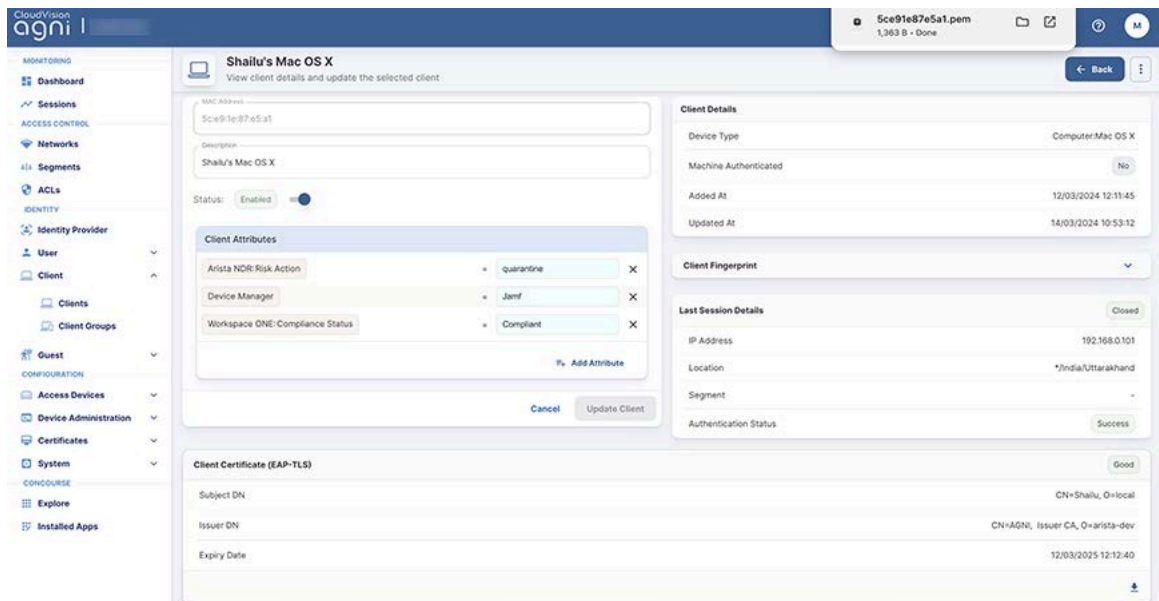 CloudVision
agni
5ce91e87e5a1.pem
1,363 B • Done
M
MONITORING
Dashboard
Sessions
ACCESS CONTROL
Networks
Segments
ACLs
IDENTITY
Identity Provider
User
Client
Clients
Client Groups
Guest
CONFIGURATION
Access Devices
Device Administration
Certificates
System
CONCOURSE
Explore
Installed Apps
Shailu's Mac OS X
View client details and update the selected client
Back
MAC Address
5c:e9:1e:87:e5:a1
Description
Shailu's Mac OS X
Status: Enabled
Client Attributes
Arista NDR: Risk Action = quarantine
Device Manager = Jamf
Workspace ONE: Compliance Status = Compliant
Add Attribute
Cancel Update Client
Client Details
Device Type Computer:Mac OS X
Machine Authenticated No
Added At 12/03/2024 12:11:45
Updated At 14/03/2024 10:53:12
Client Fingerprint
Last Session Details Closed
IP Address 192.168.0.101
Location */India/Uttarakhand
Segment -
Authentication Status Success
Client Certificate (EAP-TLS) Good
Subject DN CN=Shailu, O=local
Issuer DN CN=AGNI, Issuer CA, O=arista-dev
Expiry Date 12/03/2025 12:12:40